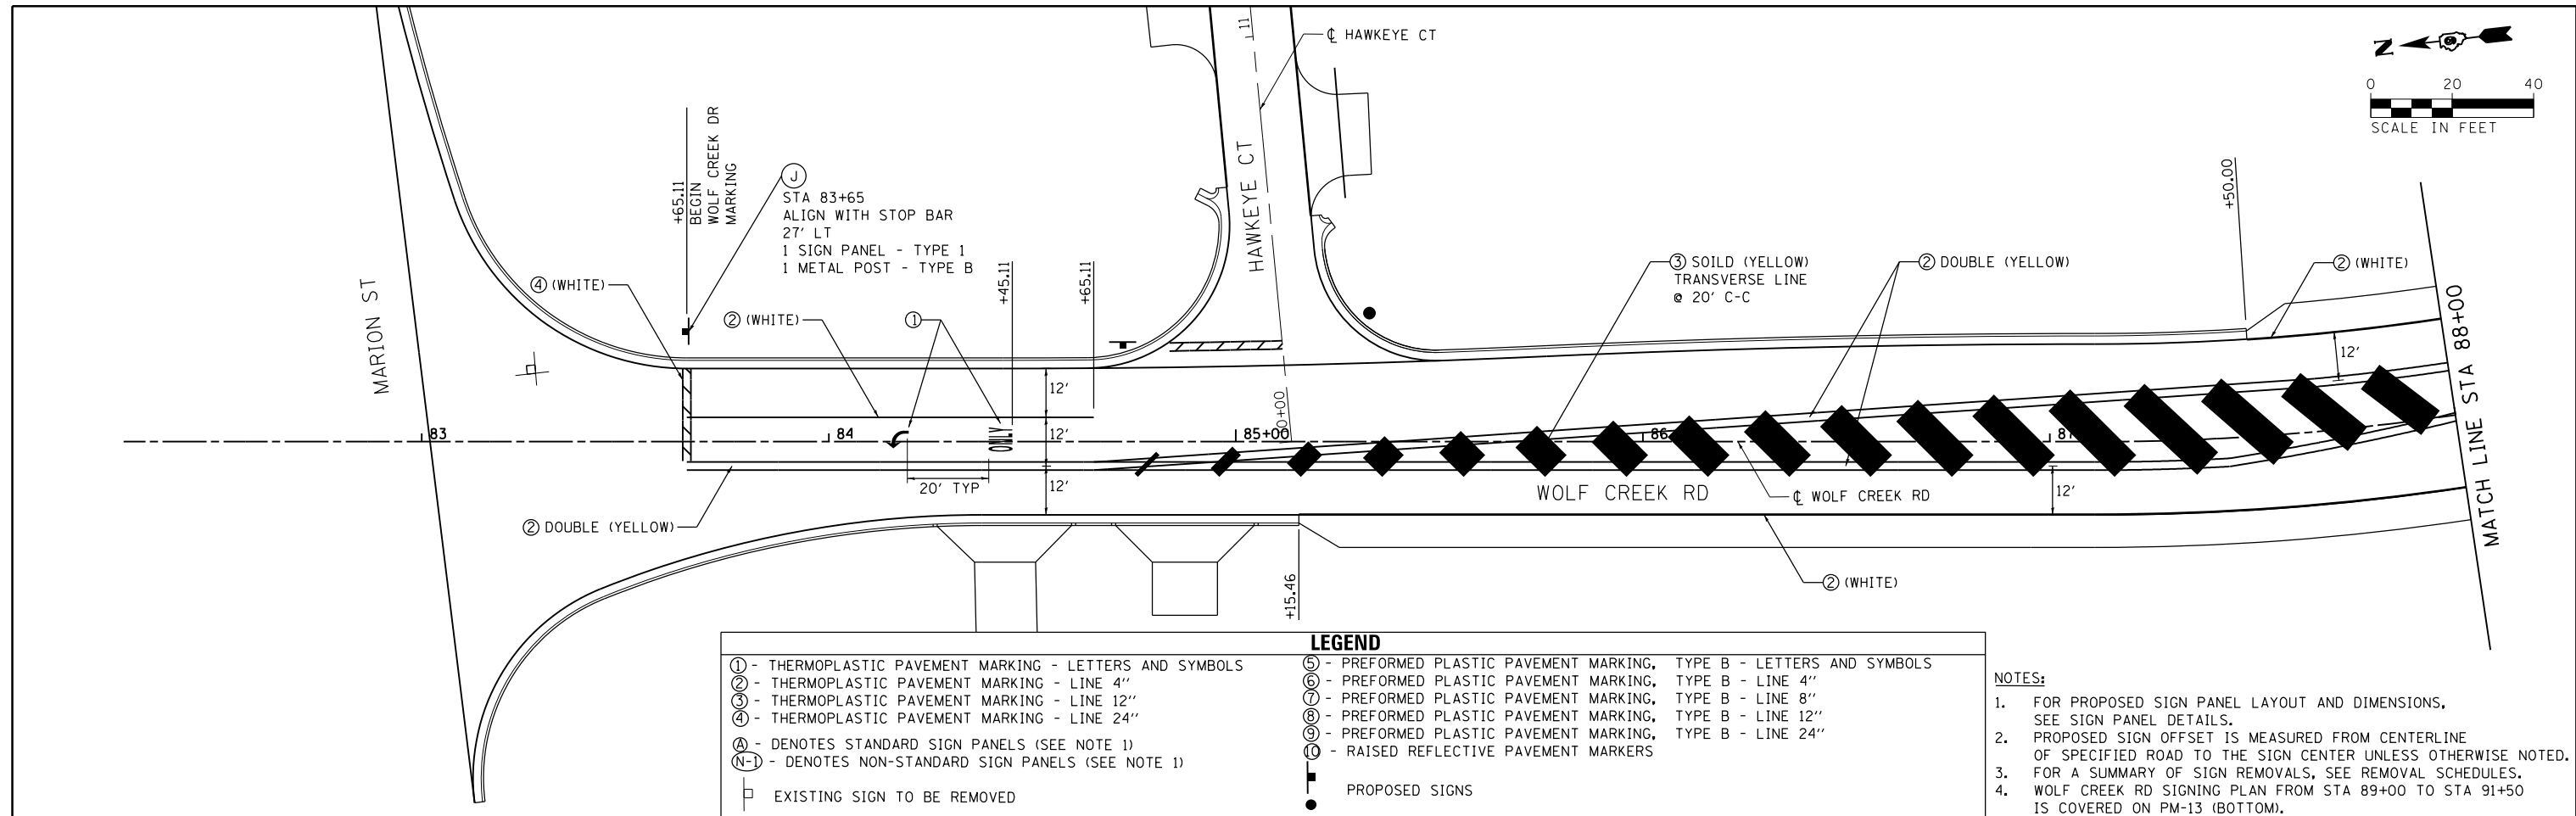 ℄ HAWKEYE CT
11
N
0 20 40
SCALE IN FEET
+65.11
BEGIN
WOLF CREEK DR
MARKING
J
STA 83+65
ALIGN WITH STOP BAR
27' LT
1 SIGN PANEL - TYPE 1
1 METAL POST - TYPE B
+45.11
+65.11
HAWKEYE CT
+50.00
③ SOILD (YELLOW)
TRANSVERSE LINE
@ 20' C-C
② DOUBLE (YELLOW)
② (WHITE)
④ (WHITE)
② (WHITE)
①
MARION ST
12'
12'
12'
12'
12'
83
84
ONLY
85+00
86
87
20' TYP
WOLF CREEK RD
℄ WOLF CREEK RD
MATCH LINE STA 88+00
② DOUBLE (YELLOW)
+15.46
② (WHITE)
LEGEND
① - THERMOPLASTIC PAVEMENT MARKING - LETTERS AND SYMBOLS
② - THERMOPLASTIC PAVEMENT MARKING - LINE 4''
③ - THERMOPLASTIC PAVEMENT MARKING - LINE 12''
④ - THERMOPLASTIC PAVEMENT MARKING - LINE 24''
Ⓐ - DENOTES STANDARD SIGN PANELS (SEE NOTE 1)
N-1 - DENOTES NON-STANDARD SIGN PANELS (SEE NOTE 1)
EXISTING SIGN TO BE REMOVED
⑤ - PREFORMED PLASTIC PAVEMENT MARKING, TYPE B - LETTERS AND SYMBOLS
⑥ - PREFORMED PLASTIC PAVEMENT MARKING, TYPE B - LINE 4''
⑦ - PREFORMED PLASTIC PAVEMENT MARKING, TYPE B - LINE 8''
⑧ - PREFORMED PLASTIC PAVEMENT MARKING, TYPE B - LINE 12''
⑨ - PREFORMED PLASTIC PAVEMENT MARKING, TYPE B - LINE 24''
⑩ - RAISED REFLECTIVE PAVEMENT MARKERS
PROPOSED SIGNS
NOTES:
1. FOR PROPOSED SIGN PANEL LAYOUT AND DIMENSIONS,
SEE SIGN PANEL DETAILS.
2. PROPOSED SIGN OFFSET IS MEASURED FROM CENTERLINE
OF SPECIFIED ROAD TO THE SIGN CENTER UNLESS OTHERWISE NOTED.
3. FOR A SUMMARY OF SIGN REMOVALS, SEE REMOVAL SCHEDULES.
4. WOLF CREEK RD SIGNING PLAN FROM STA 89+00 TO STA 91+50
IS COVERED ON PM-13 (BOTTOM).